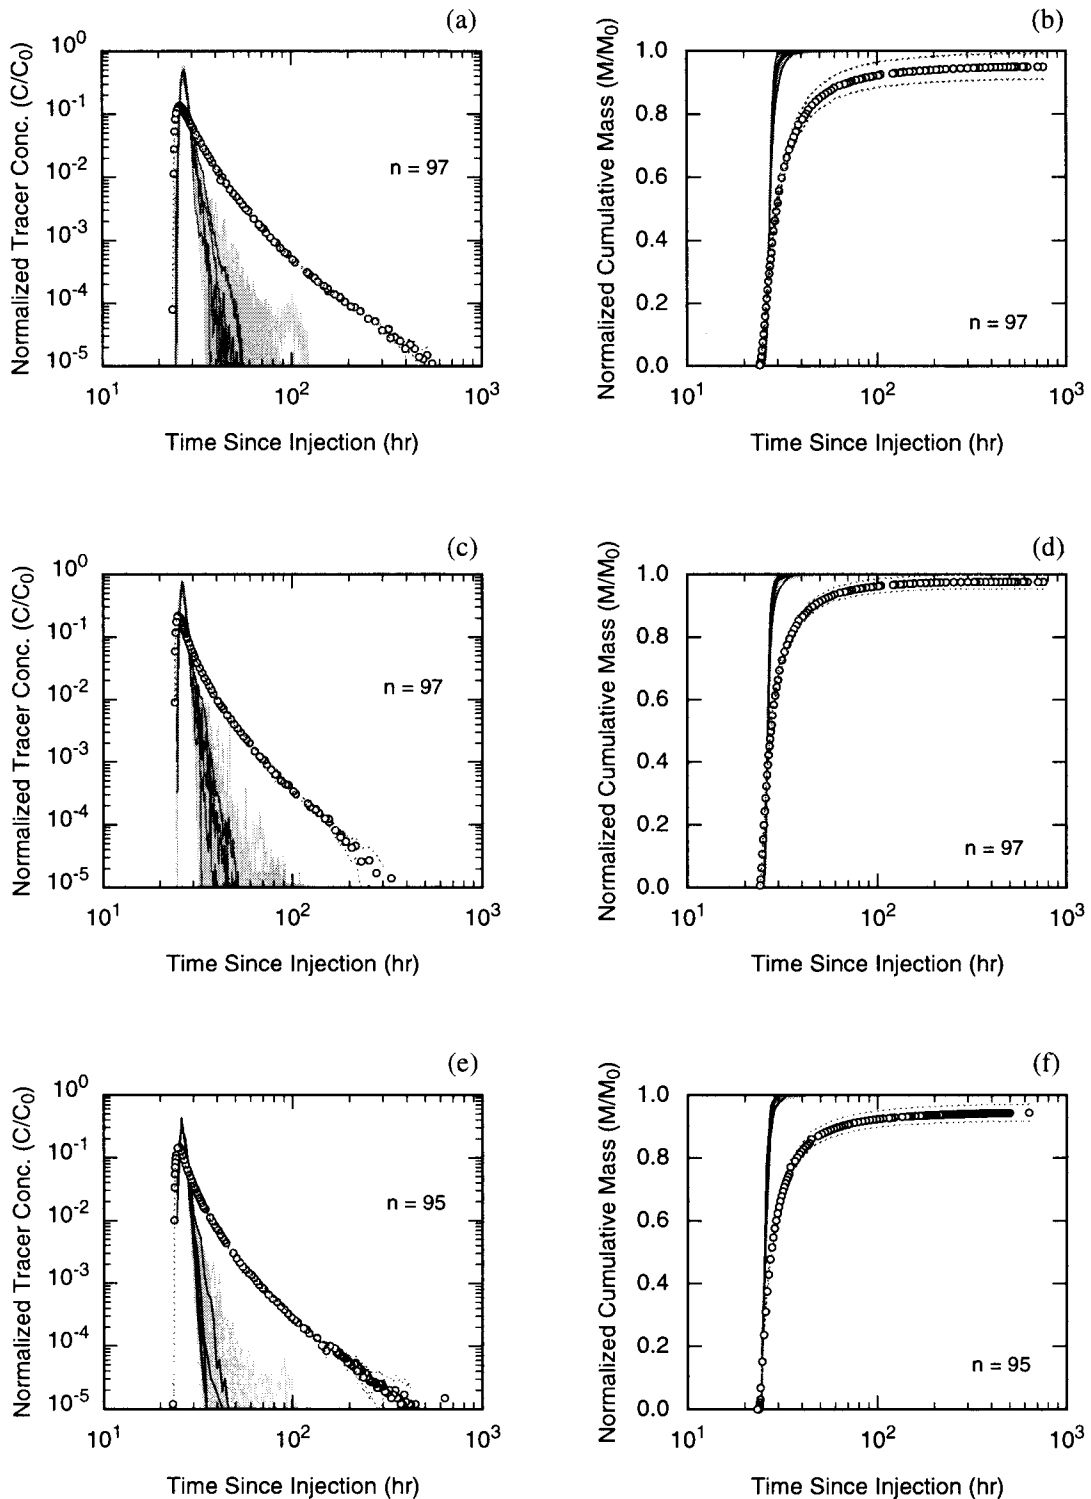 (a)
Normalized Tracer Conc. (C/C0)
10^0
10^-1
10^-2
10^-3
10^-4
10^-5
n = 97
10^1 10^2 10^3
Time Since Injection (hr)
(b)
Normalized Cumulative Mass (M/M0)
1.0
0.8
0.6
0.4
0.2
0.0
n = 97
10^1 10^2 10^3
Time Since Injection (hr)
(c)
Normalized Tracer Conc. (C/C0)
10^0
10^-1
10^-2
10^-3
10^-4
10^-5
n = 97
10^1 10^2 10^3
Time Since Injection (hr)
(d)
Normalized Cumulative Mass (M/M0)
1.0
0.8
0.6
0.4
0.2
0.0
n = 97
10^1 10^2 10^3
Time Since Injection (hr)
(e)
Normalized Tracer Conc. (C/C0)
10^0
10^-1
10^-2
10^-3
10^-4
10^-5
n = 95
10^1 10^2 10^3
Time Since Injection (hr)
(f)
Normalized Cumulative Mass (M/M0)
1.0
0.8
0.6
0.4
0.2
0.0
n = 95
10^1 10^2 10^3
Time Since Injection (hr)